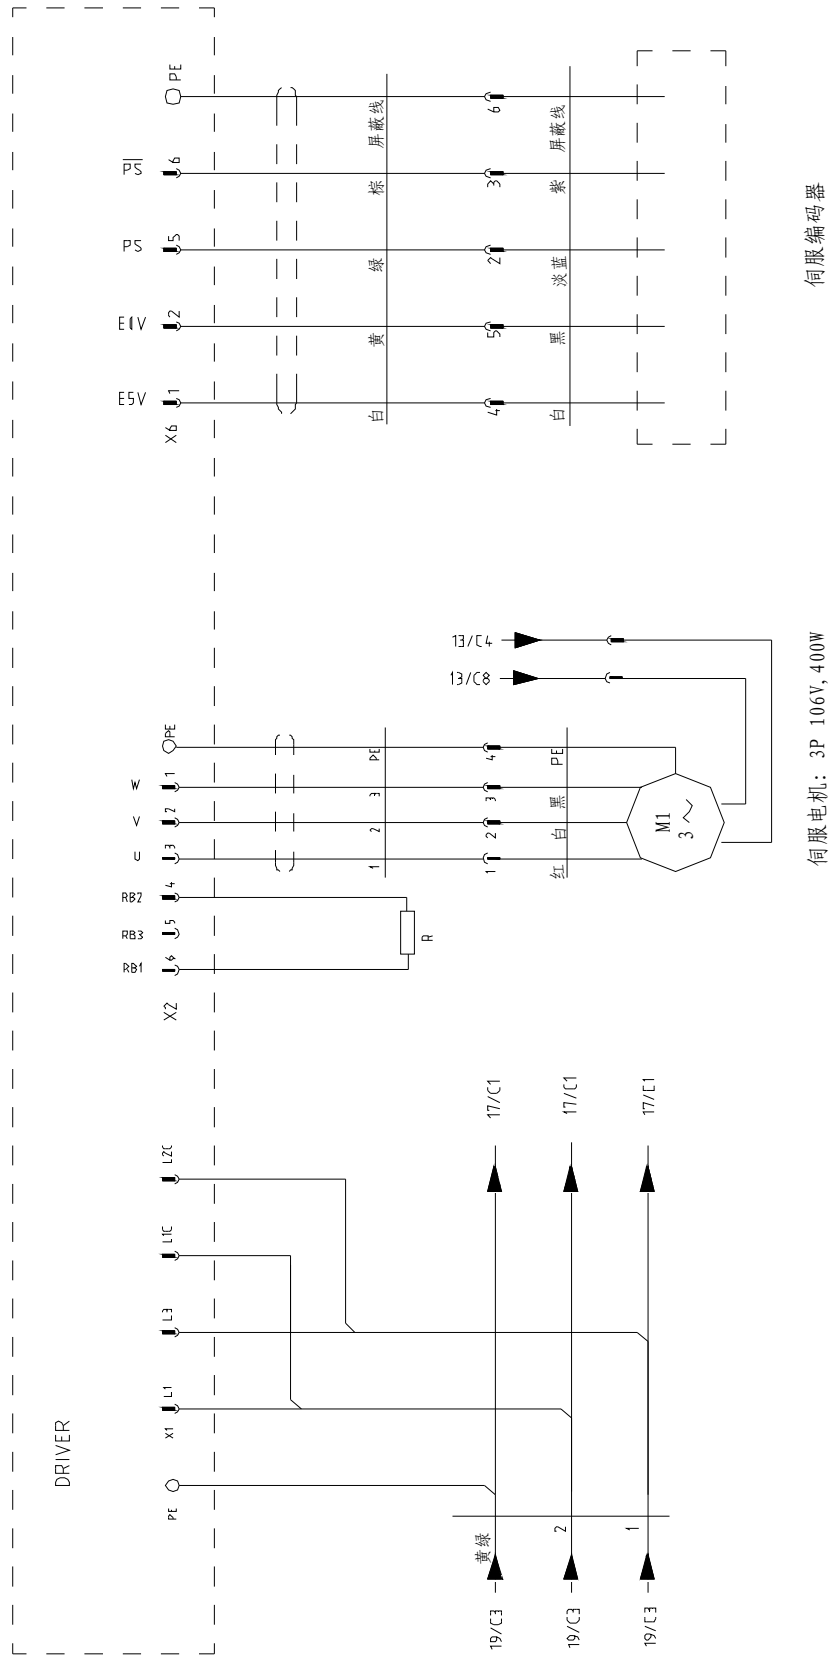 DRIVER
PE
X1
L1
L3
L1C
L2C
黄绿
2
1
19/C3
19/C3
19/C3
17/C1
17/C1
17/C1
X2
RB1
6
RB3
5
RB2
4
U
3
V
2
W
1
PE
R
1
2
3
PE
1
2
3
4
红
白
黑
PE
M1
3~
13/C8
13/C4
伺服电机: 3P 106V, 400W
X6
E5V
1
E0V
2
PS
5
PS
6
PE
白
黄
绿
棕
屏蔽线
4
5
2
3
6
白
黑
淡蓝
紫
屏蔽线
伺服编码器